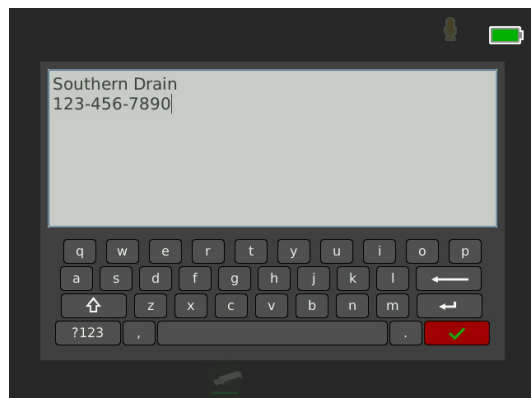 Southern Drain
123-456-7890
q w e r t y u i o p
a s d f g h j k l
z x c v b n m
?123 , .